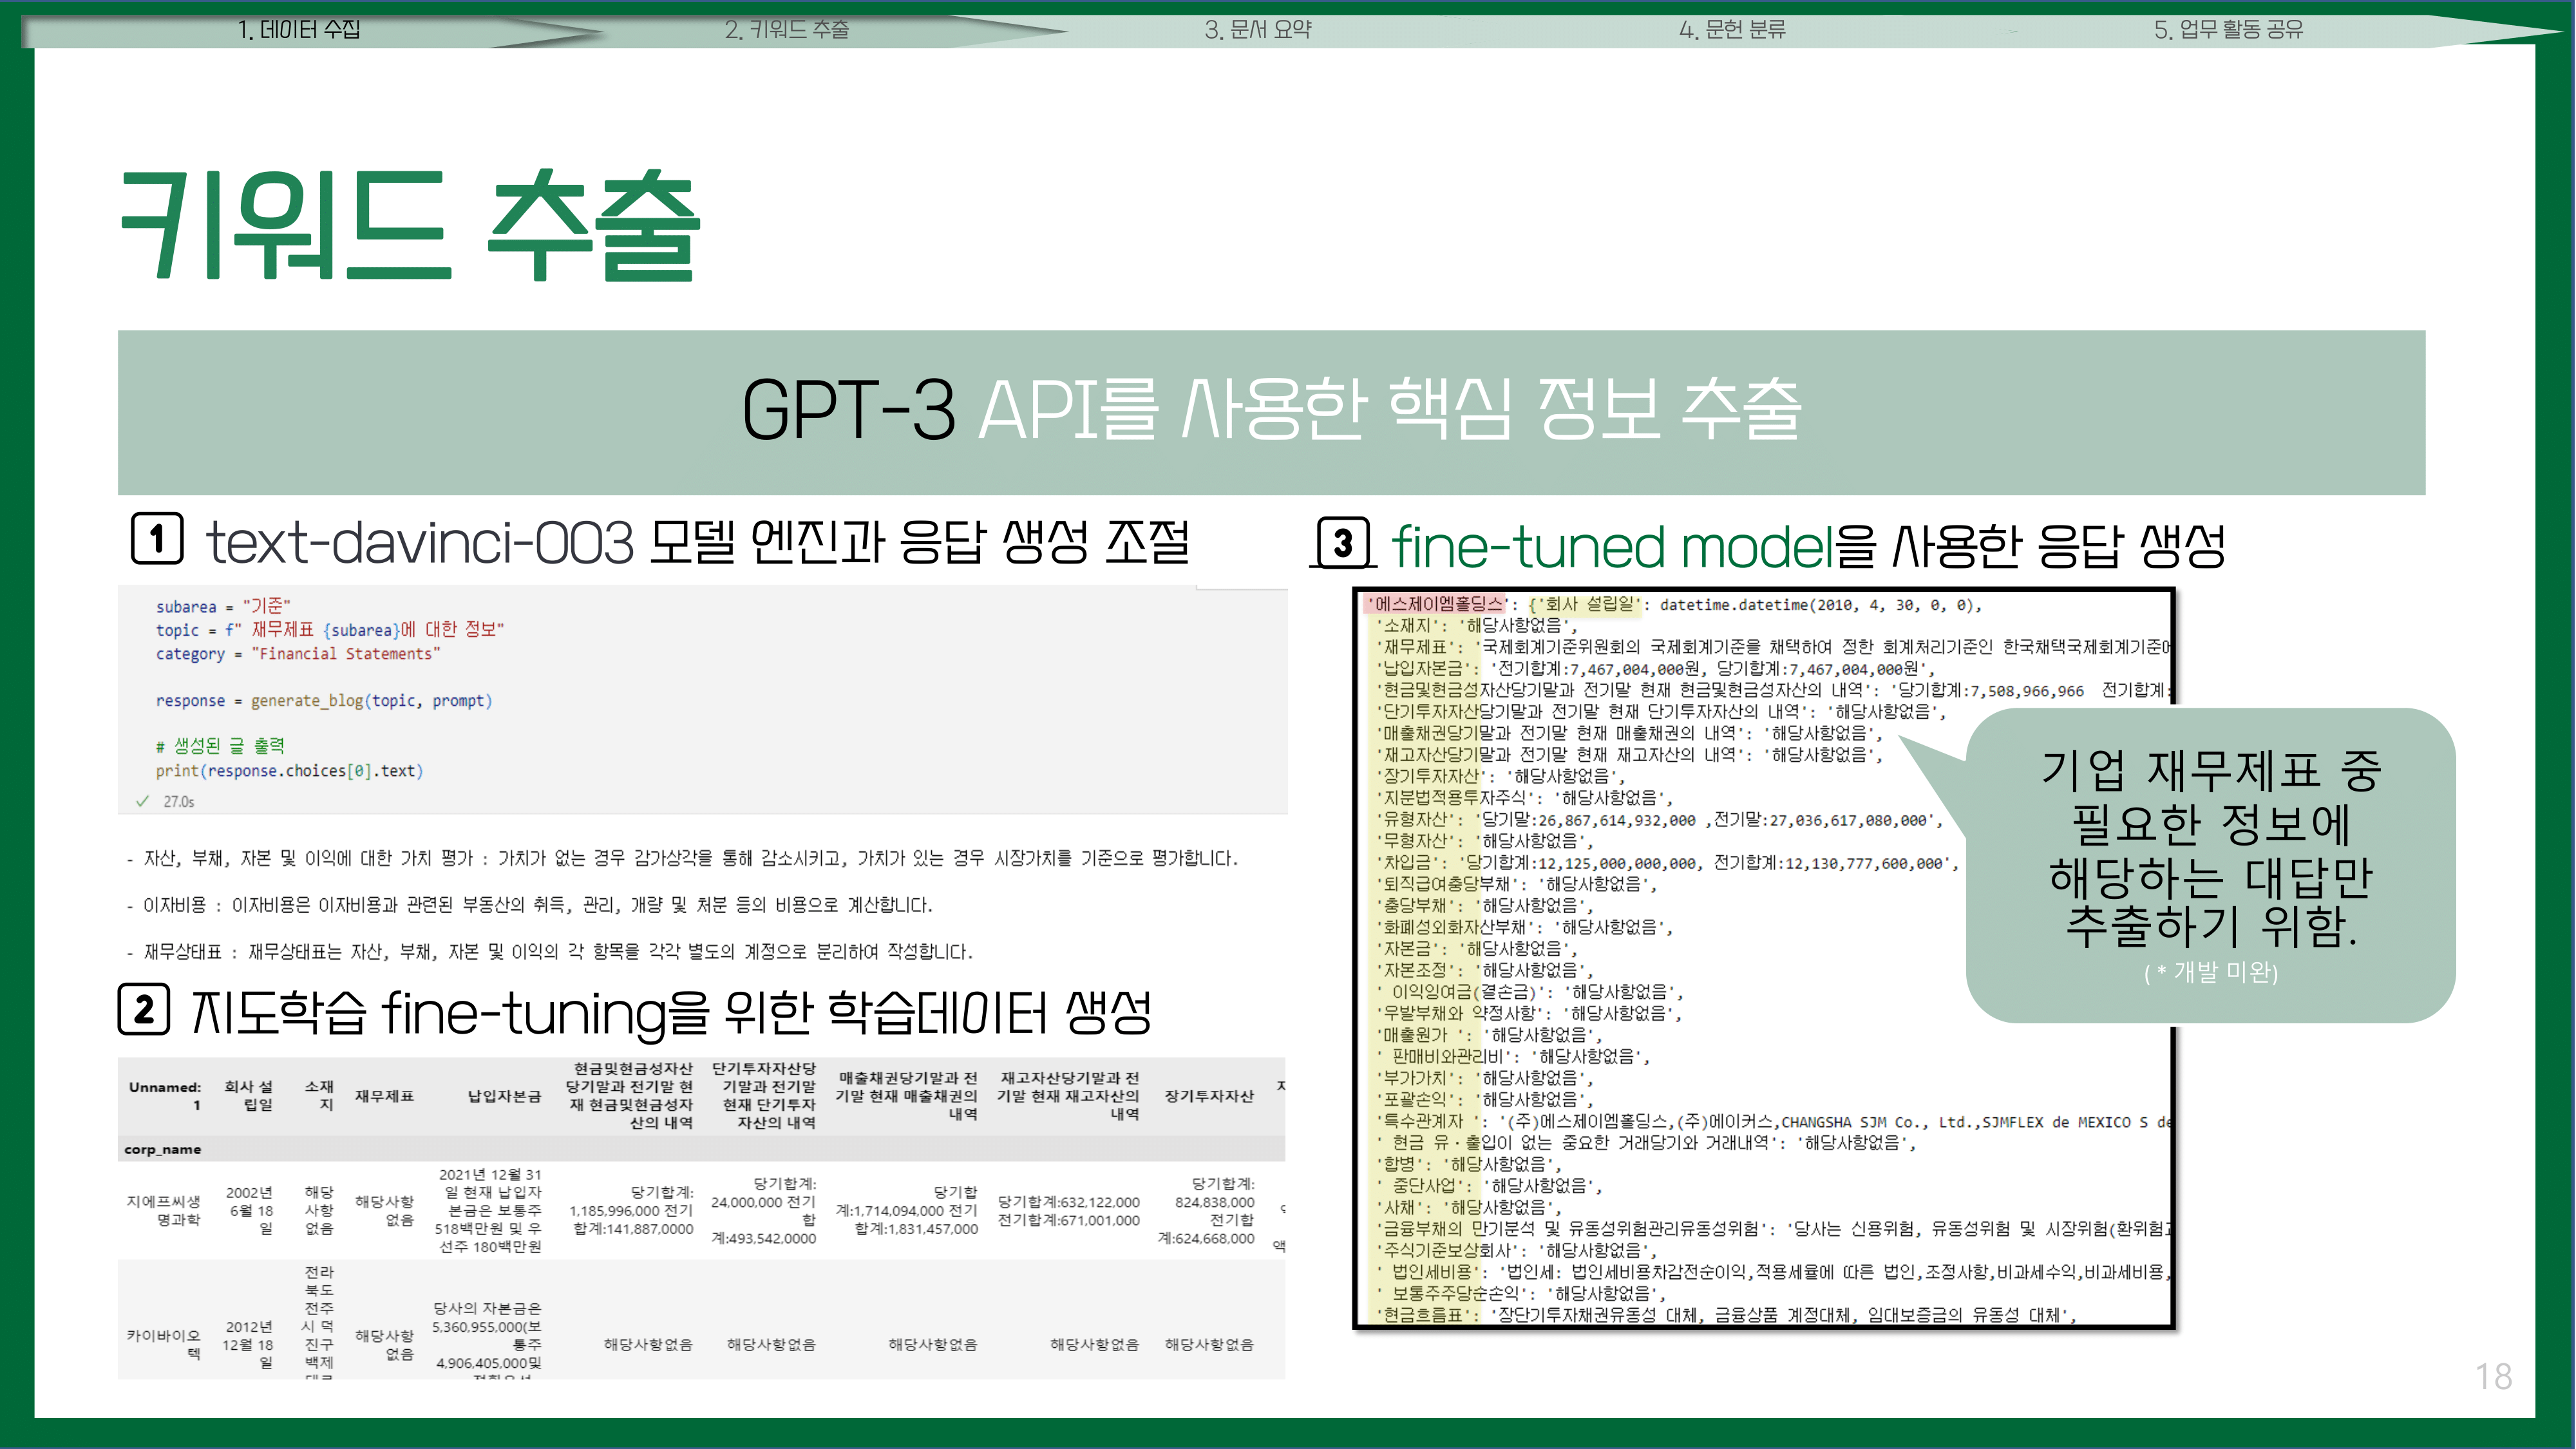 1. 데이터 수집
2. 키워드 추출
3. 문서 요약
4. 문헌 분류
5. 업무 활동 공유
키워드 추출
GPT-3 API를 사용한 핵심 정보 추출
1 text-davinci-003 모델 엔진과 응답 생성 조절
subarea = "기준"
topic = f" 재무제표 {subarea}에 대한 정보"
category = "Financial Statements"
response = generate_blog(topic, prompt)
# 생성된 글 출력
print(response.choices[0].text)
✓ 27.0s
- 자산, 부채, 자본 및 이익에 대한 가치 평가 : 가치가 없는 경우 감가상각을 통해 감소시키고, 가치가 있는 경우 시장가치를 기준으로 평가합니다.
- 이자비용 : 이자비용은 이자비용과 관련된 부동산의 취득, 관리, 개량 및 처분 등의 비용으로 계산합니다.
- 재무상태표 : 재무상태표는 자산, 부채, 자본 및 이익의 각 항목을 각각 별도의 계정으로 분리하여 작성합니다.
2 지도학습 fine-tuning을 위한 학습데이터 생성
Unnamed:
1
회사 설
립일
소재
지
재무제표
납입자본금
현금및현금성자산
당기말과 전기말 현
재 현금및현금성자
산의 내역
단기투자자산당
기말과 전기말
현재 단기투자
자산의 내역
매출채권당기말과 전
기말 현재 매출채권의
내역
재고자산당기말과 전
기말 현재 재고자산의
내역
장기투자자산
corp_name
지에프씨생
명과학
2002년
6월 18
일
해당
사항
없음
해당사항
없음
2021년 12월 31
일 현재 납입자
본금은 보통주
518백만원 및 우
선주 180백만원
당기합계:
1,185,996,000 전기
합계:141,887,0000
당기합계:
24,000,000 전기
합
계:493,542,0000
당기합
계:1,714,094,000 전기
합계:1,831,457,000
당기합계:632,122,000
전기합계:671,001,000
당기합계:
824,838,000
전기합
계:624,668,000
카이바이오
텍
2012년
12월 18
일
전라
북도
전주
시 덕
진구
백제
해당사항
없음
당사의 자본금은
5,360,955,000(보
통주
4,906,405,000및
해당사항없음
해당사항없음
해당사항없음
해당사항없음
해당사항없음
3 fine-tuned model을 사용한 응답 생성
'에스제이엠홀딩스': {'회사 설립일': datetime.datetime(2010, 4, 30, 0, 0),
'소재지': '해당사항없음',
'재무제표': '국제회계기준위원회의 국제회계기준을 채택하여 정한 회계처리기준인 한국채택국제회계기준에
'납입자본금': '전기합계:7,467,004,000원, 당기합계:7,467,004,000원',
'현금및현금성자산당기말과 전기말 현재 현금및현금성자산의 내역': '당기합계:7,508,966,966 전기합계:
'단기투자자산당기말과 전기말 현재 단기투자자산의 내역': '해당사항없음',
'매출채권당기말과 전기말 현재 매출채권의 내역': '해당사항없음',
'재고자산당기말과 전기말 현재 재고자산의 내역': '해당사항없음',
'장기투자자산': '해당사항없음',
'지분법적용투자주식': '해당사항없음',
'유형자산': '당기말:26,867,614,932,000 ,전기말:27,036,617,080,000',
'무형자산': '해당사항없음',
'차입금': '당기합계:12,125,000,000,000, 전기합계:12,130,777,600,000',
'퇴직급여충당부채': '해당사항없음',
'충당부채': '해당사항없음',
'화폐성외화자산부채': '해당사항없음',
'자본금': '해당사항없음',
'자본조정': '해당사항없음',
' 이익잉여금(결손금)': '해당사항없음',
'우발부채와 약정사항': '해당사항없음',
'매출원가 ': '해당사항없음',
' 판매비와관리비': '해당사항없음',
'부가가치': '해당사항없음',
'포괄손익': '해당사항없음',
'특수관계자 ': '(주)에스제이엠홀딩스,(주)에이커스,CHANGSHA SJM Co., Ltd.,SJMFLEX de MEXICO S de
' 현금 유·출입이 없는 중요한 거래당기와 거래내역': '해당사항없음',
'합병': '해당사항없음',
' 중단사업': '해당사항없음',
'사채': '해당사항없음',
'금융부채의 만기분석 및 유동성위험관리유동성위험': '당사는 신용위험, 유동성위험 및 시장위험(환위험고
'주식기준보상회사': '해당사항없음',
' 법인세비용': '법인세: 법인세비용차감전순이익,적용세율에 따른 법인,조정사항,비과세수익,비과세비용,
' 보통주주당순손익': '해당사항없음',
'현금흐름표': '장단기투자채권유동성 대체, 금융상품 계정대체, 임대보증금의 유동성 대체',
기업 재무제표 중
필요한 정보에
해당하는 대답만
추출하기 위함.
( * 개발 미완)
18